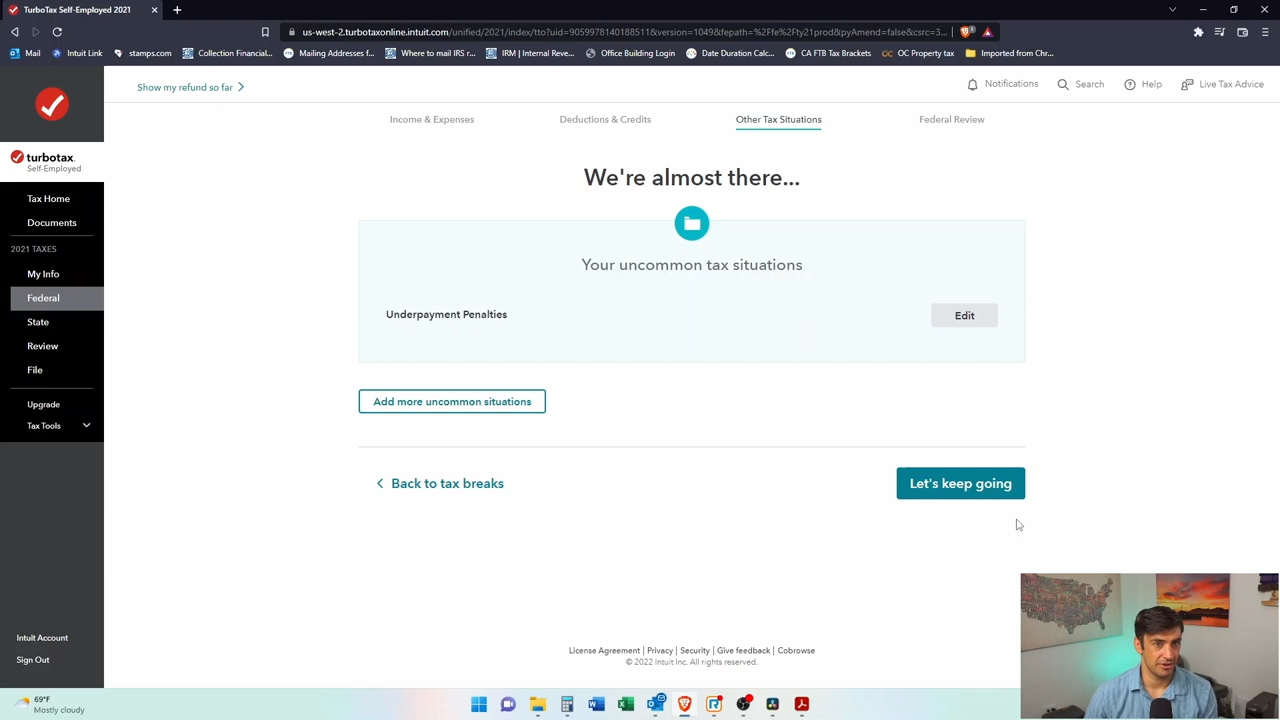 TurboTax Self-Employed 2021
us-west-2.turbotaxonline.intuit.com/unified/2021/index/tto?uid=9059978140188511&version=1049&fepath=%2Ffe%2Fty21prod&pyAmend=false&csrc=3...
Mail
Intuit Link
stamps.com
Collection Financial...
Mailing Addresses f...
Where to mail IRS r...
IRM | Internal Reve...
Office Building Login
Date Duration Calc...
CA FTB Tax Brackets
OC Property tax
Imported from Chr...
Show my refund so far
Notifications
Search
Help
Live Tax Advice
turbotax
Self-Employed
Tax Home
Documents
2021 TAXES
My Info
Federal
State
Review
File
Upgrade
Tax Tools
Intuit Account
Sign Out
Income & Expenses
Deductions & Credits
Other Tax Situations
Federal Review
We're almost there...
Your uncommon tax situations
Underpayment Penalties
Edit
Add more uncommon situations
Back to tax breaks
Let's keep going
License Agreement | Privacy | Security | Give feedback | Cobrowse
© 2022 Intuit Inc. All rights reserved.
69°F
Mostly cloudy